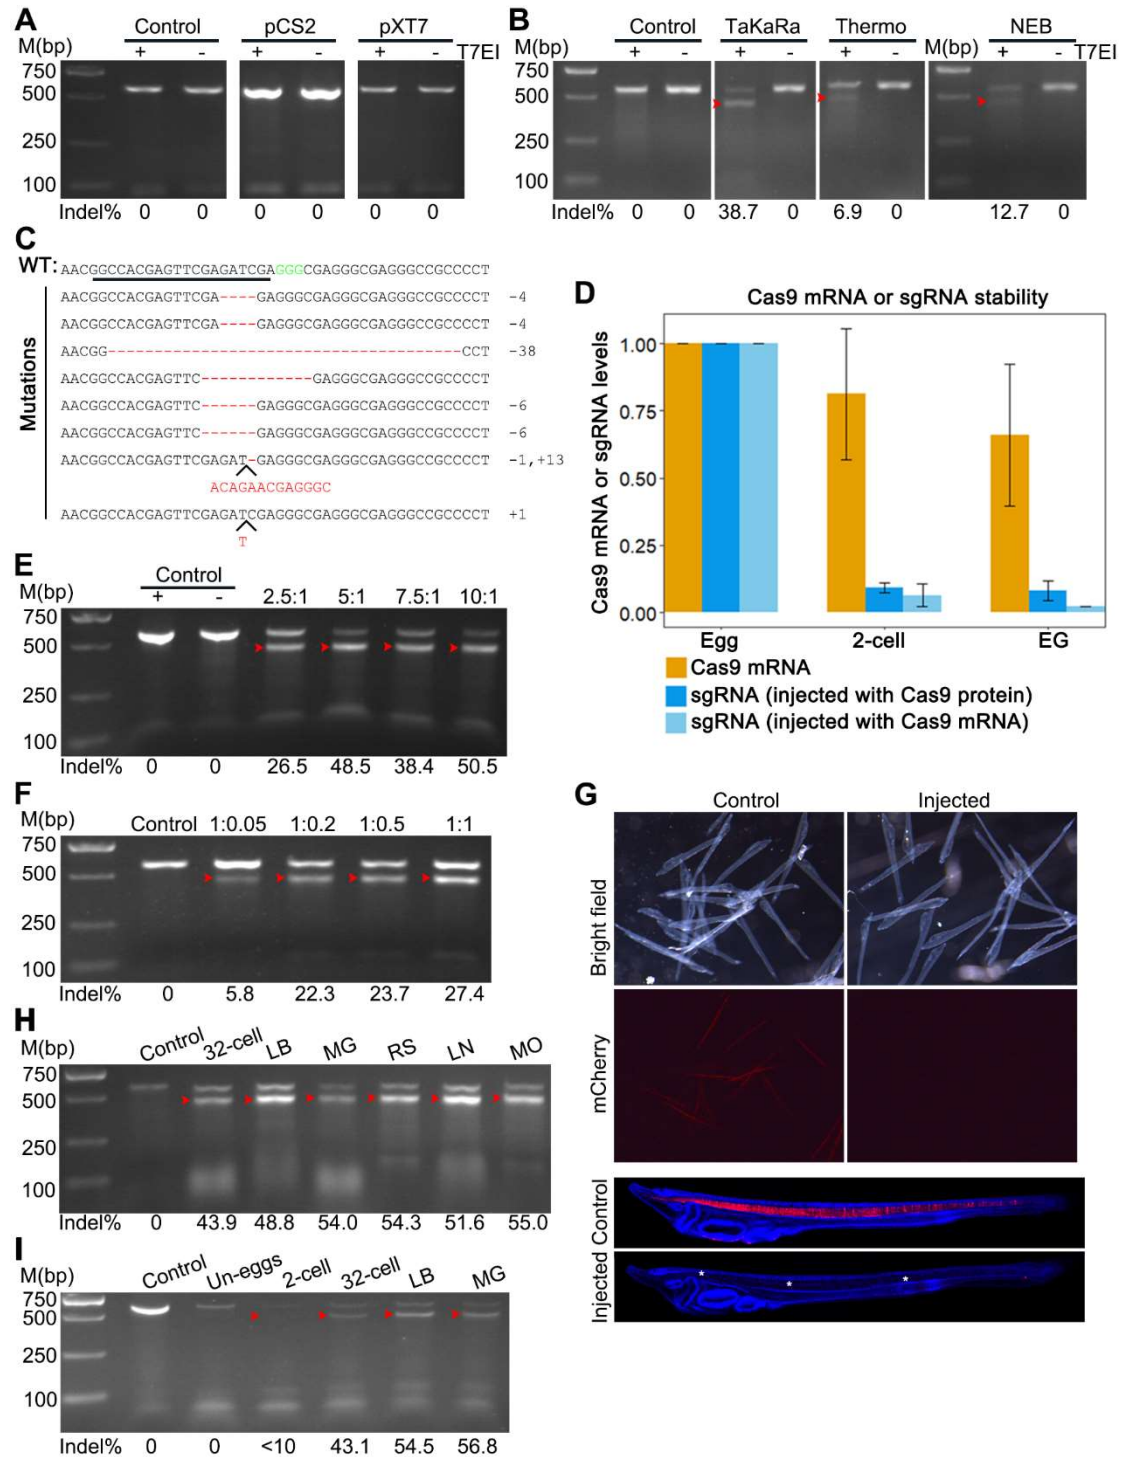 A
Control pCS2 pXT7
M(bp) + - + - + - T7EI
750
500
250
100
Indel% 0 0 0 0 0 0
B
Control TaKaRa Thermo NEB
+ - + - + - M(bp) + - T7EI
750
500
250
100
Indel% 0 0 38.7 0 6.9 0 12.7 0
C
WT: AACGGCCACGAGTTCGAGATCGAGGGCGAGGGCGAGGGCCGCCCCT
Mutations
AACGGCCACGAGTTCGA----GAGGGCGAGGGCGAGGGCCGCCCCT -4
AACGGCCACGAGTTCGA----GAGGGCGAGGGCGAGGGCCGCCCCT -4
AACGG--------------------------------------CCT -38
AACGGCCACGAGTTC------------GAGGGCGAGGGCCGCCCCT
AACGGCCACGAGTTC------GAGGGCGAGGGCGAGGGCCGCCCCT -6
AACGGCCACGAGTTC------GAGGGCGAGGGCGAGGGCCGCCCCT -6
AACGGCCACGAGTTCGAGAT-GAGGGCGAGGGCGAGGGCCGCCCCT -1,+13
ACAGAACGAGGGC
AACGGCCACGAGTTCGAGATCGAGGGCGAGGGCGAGGGCCGCCCCT +1
T
D
Cas9 mRNA or sgRNA stability
Cas9 mRNA or sgRNA levels
1.00
0.75
0.50
0.25
0.00
Egg 2-cell EG
Cas9 mRNA
sgRNA (injected with Cas9 protein)
sgRNA (injected with Cas9 mRNA)
E
Control
M(bp) + - 2.5:1 5:1 7.5:1 10:1
750
500
250
100
Indel% 0 0 26.5 48.5 38.4 50.5
F
M(bp) Control 1:0.05 1:0.2 1:0.5 1:1
750
500
250
100
Indel% 0 5.8 22.3 23.7 27.4
G
Control Injected
Bright field
mCherry
Control
Injected
* * *
H
M(bp) Control 32-cell LB MG RS LN MO
750
500
250
100
Indel% 0 43.9 48.8 54.0 54.3 51.6 55.0
I
M(bp) Control Un-eggs 2-cell 32-cell LB MG
750
500
250
100
Indel% 0 0 <10 43.1 54.5 56.8